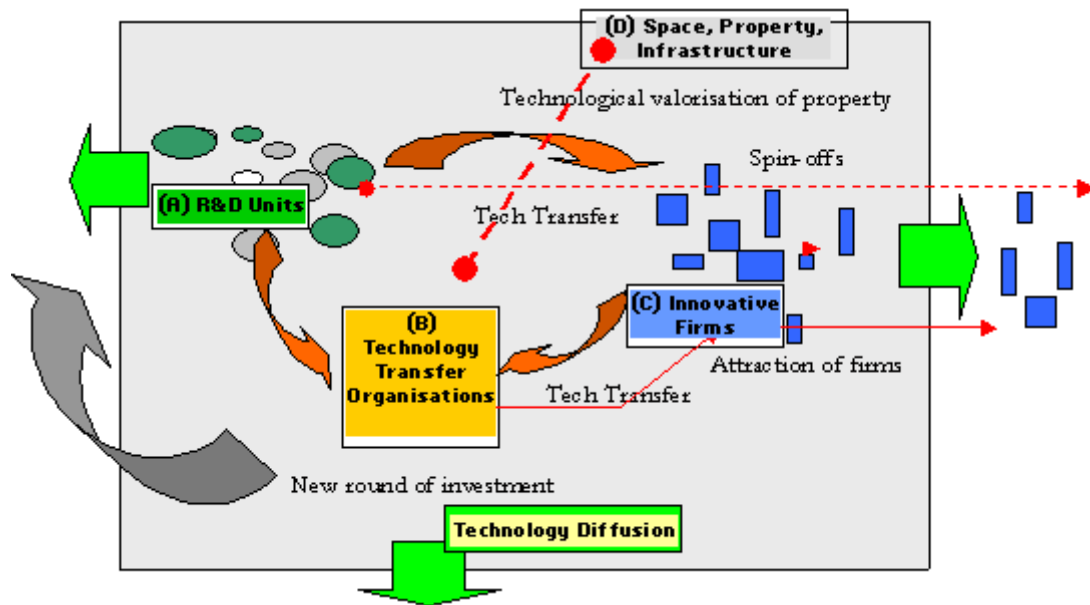 (D) Space, Property,
Infrastructure
Technological valorisation of property
Spin-offs
(A) R&D Units
Tech Transfer
(C) Innovative
Firms
(B)
Technology
Transfer
Organisations
Attraction of firms
Tech Transfer
New round of investment
Technology Diffusion